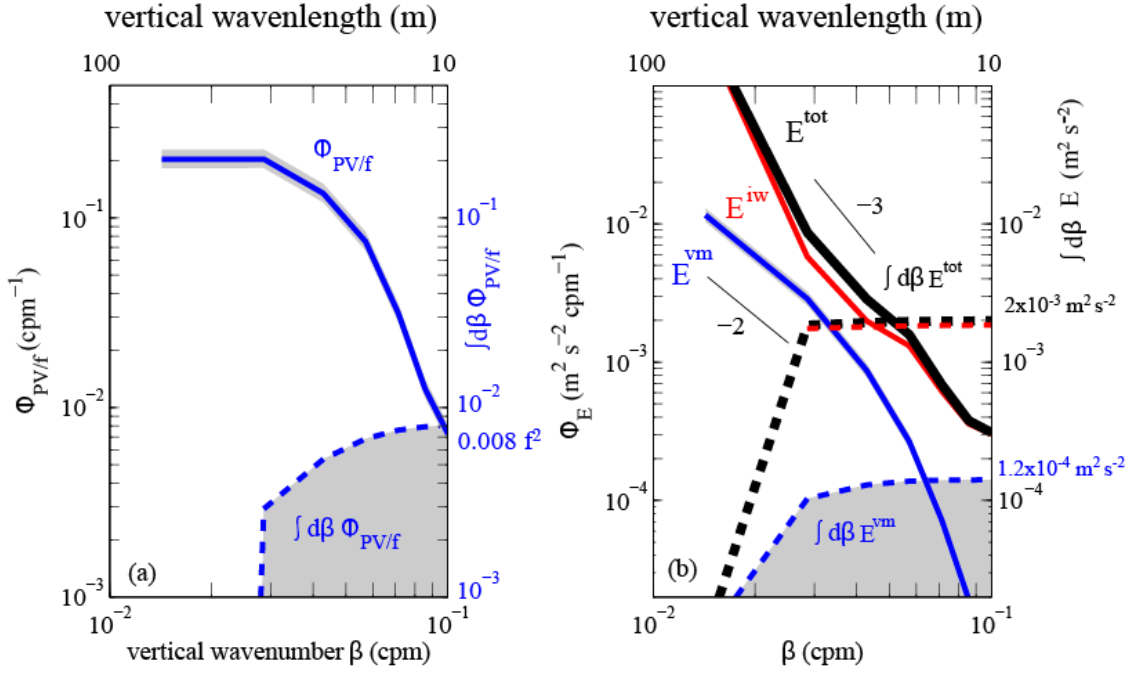 vertical wavenlength (m)
100 10
Φ_PV/f
10^−1
10^−2
10^−3
Φ_PV/f (cpm^−1)
10^−1
10^−2
0.008 f^2
10^−3
∫dβ Φ_PV/f
∫ dβ Φ_PV/f
(a)
10^−2 10^−1
vertical wavenumber β (cpm)
vertical wavenlength (m)
100 10
E^tot
E^iw
−3
E^vm
∫ dβ E^tot
−2
10^−2
10^−3
10^−4
Φ_E (m^2 s^−2 cpm^−1)
10^−2
2x10^−3 m^2 s^−2
10^−3
1.2x10^−4 m^2 s^−2
10^−4
∫ dβ E (m^2 s^−2)
∫ dβ E^vm
(b)
10^−2 10^−1
β (cpm)